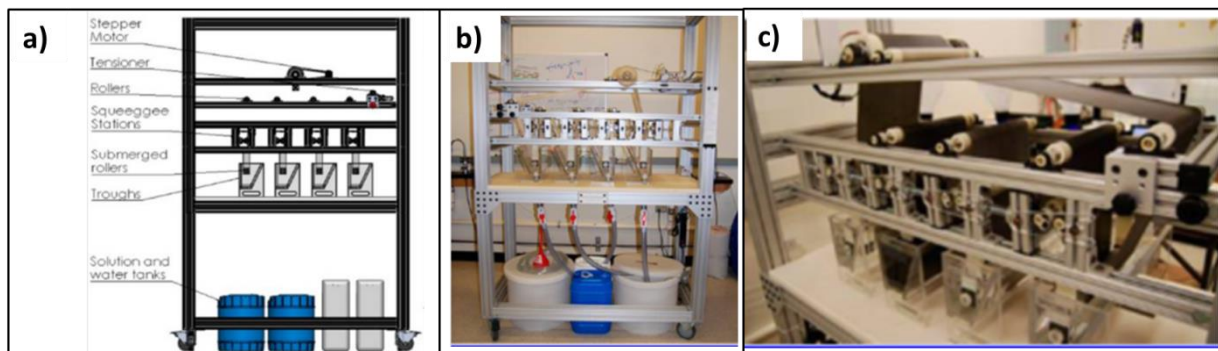 a)
Stepper
Motor
Tensioner
Rollers
Squeeggee
Stations
Submerged
rollers
Troughs
Solution and
water tanks
b)
c)